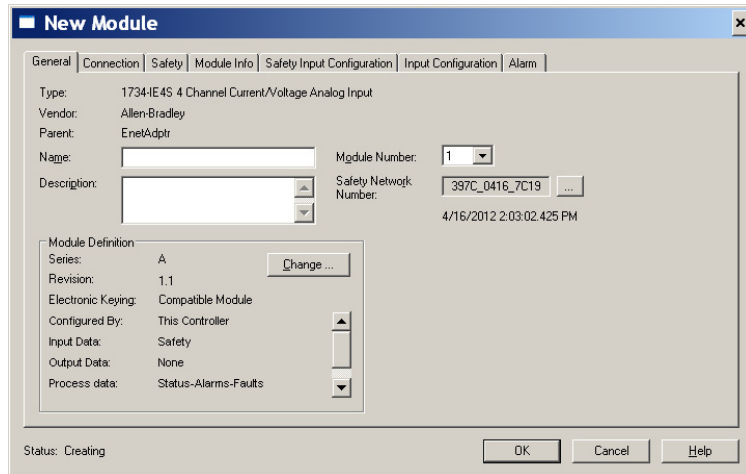 New Module
General Connection Safety Module Info Safety Input Configuration Input Configuration Alarm
Type: 1734-IE4S 4 Channel Current/Voltage Analog Input
Vendor: Allen-Bradley
Parent: EnetAdptr
Name: Module Number: 1
Description: Safety Network Number: 397C_0416_7C19 ...
4/16/2012 2:03:02.425 PM
Module Definition
Series: A Change ...
Revision: 1.1
Electronic Keying: Compatible Module
Configured By: This Controller
Input Data: Safety
Output Data: None
Process data: Status-Alarms-Faults
Status: Creating OK Cancel Help